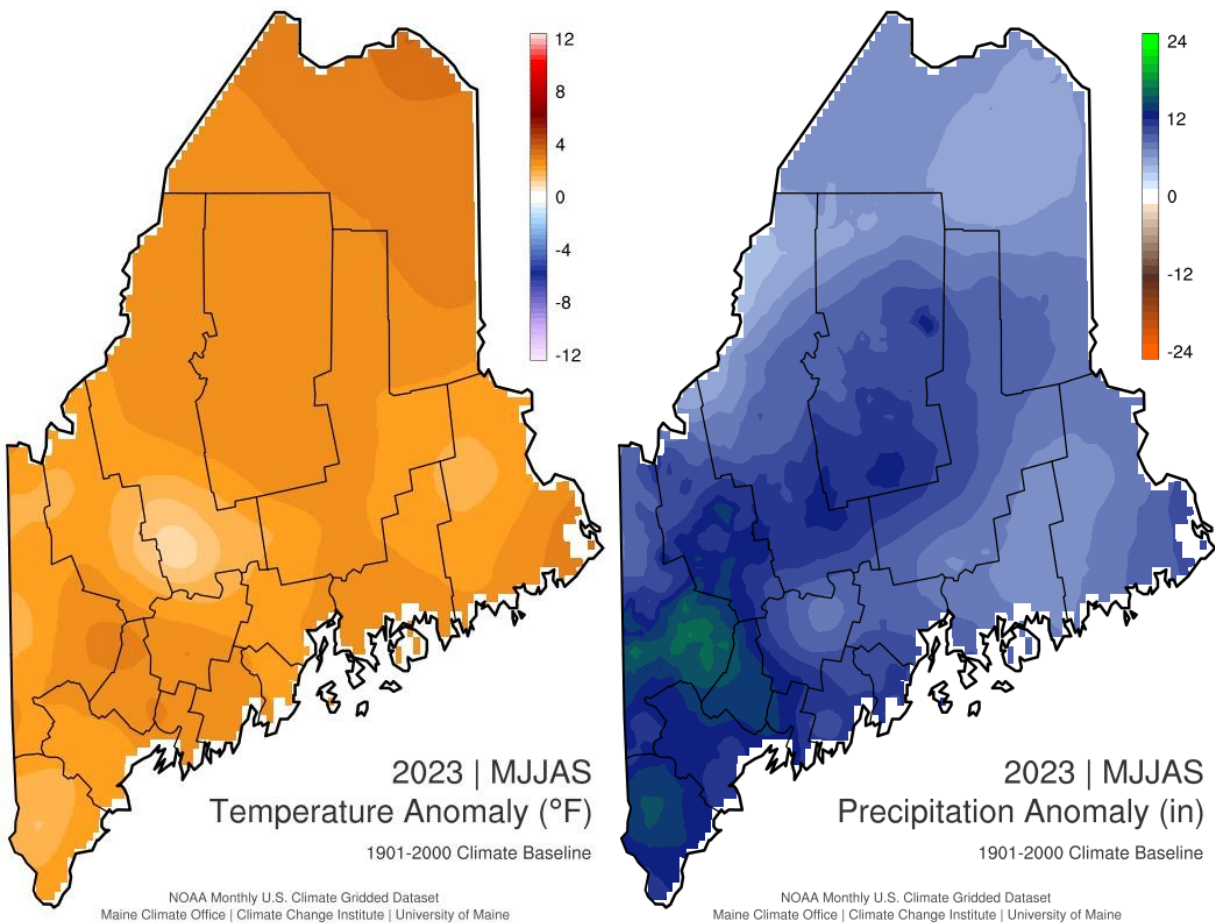 12
8
4
0
-4
-8
-12
2023 | MJJAS
Temperature Anomaly (°F)
1901-2000 Climate Baseline
NOAA Monthly U.S. Climate Gridded Dataset
Maine Climate Office | Climate Change Institute | University of Maine
24
12
0
-12
-24
2023 | MJJAS
Precipitation Anomaly (in)
1901-2000 Climate Baseline
NOAA Monthly U.S. Climate Gridded Dataset
Maine Climate Office | Climate Change Institute | University of Maine